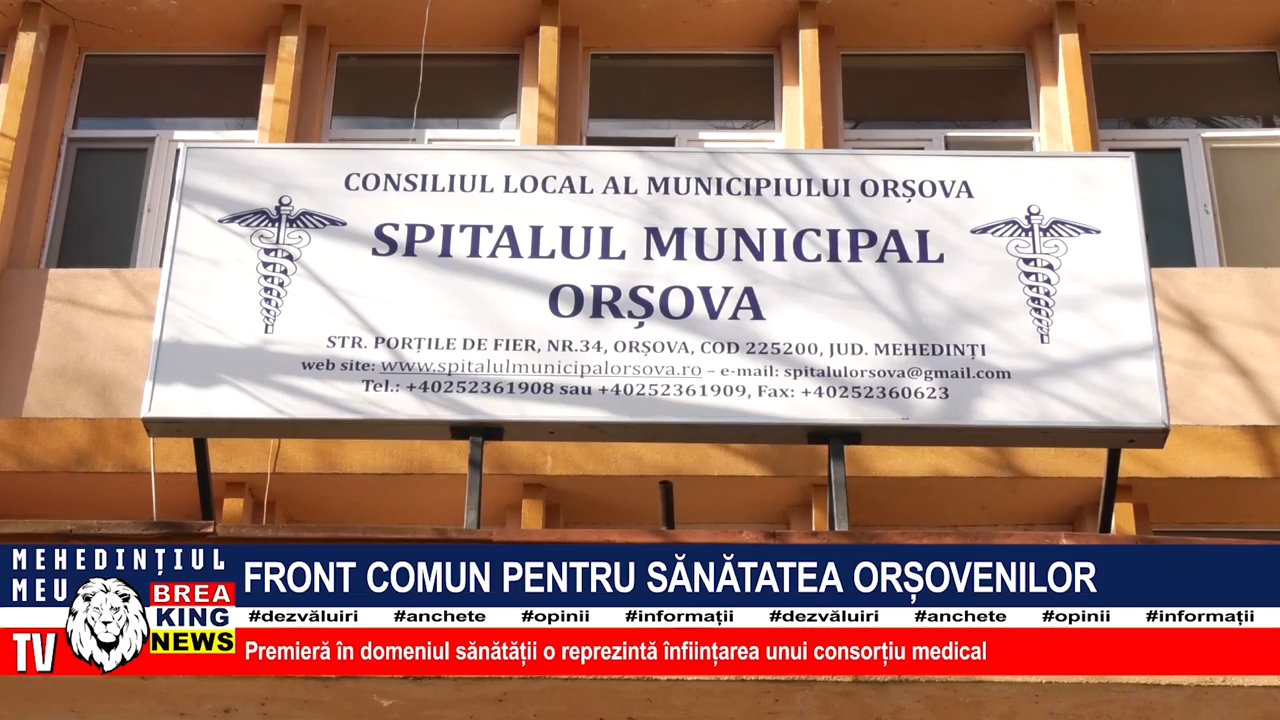 CONSILIUL LOCAL AL MUNICIPIULUI ORȘOVA
SPITALUL MUNICIPAL
ORȘOVA
STR. PORȚILE DE FIER, NR.34, ORȘOVA, COD 225200, JUD. MEHEDINȚI
web site: www.spitalulmunicipalorsova.ro – e-mail: spitalulorsova@gmail.com
Tel.: +40252361908 sau +40252361909, Fax: +40252360623
MEHEDINȚIUL
MEU
TV
BREA
KING
NEWS
FRONT COMUN PENTRU SĂNĂTATEA ORȘOVENILOR
#dezvăluiri #anchete #opinii #informații #dezvăluiri #anchete #opinii #informații
Premieră în domeniul sănătății o reprezintă înființarea unui consorțiu medical